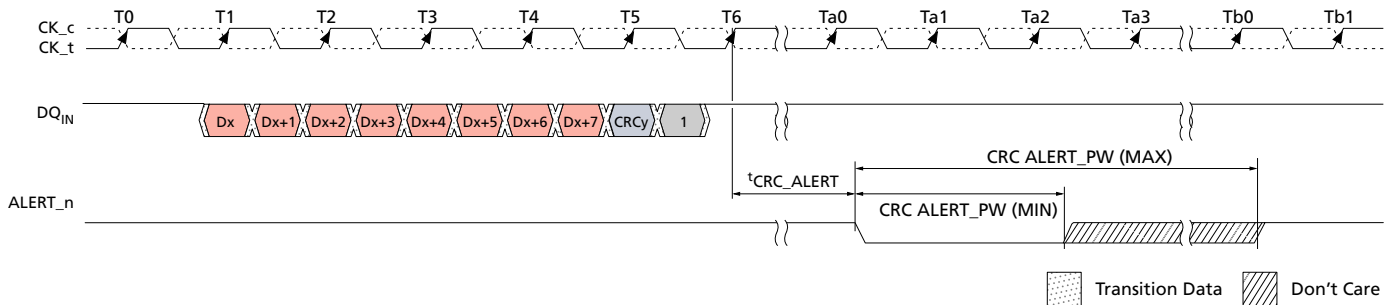 T0 T1 T2 T3 T4 T5 T6 Ta0 Ta1 Ta2 Ta3 Tb0 Tb1
CK_c
CK_t
DQIN
Dx Dx+1 Dx+2 Dx+3 Dx+4 Dx+5 Dx+6 Dx+7 CRCy 1
CRC ALERT_PW (MAX)
tCRC_ALERT
ALERT_n
CRC ALERT_PW (MIN)
Transition Data Don't Care